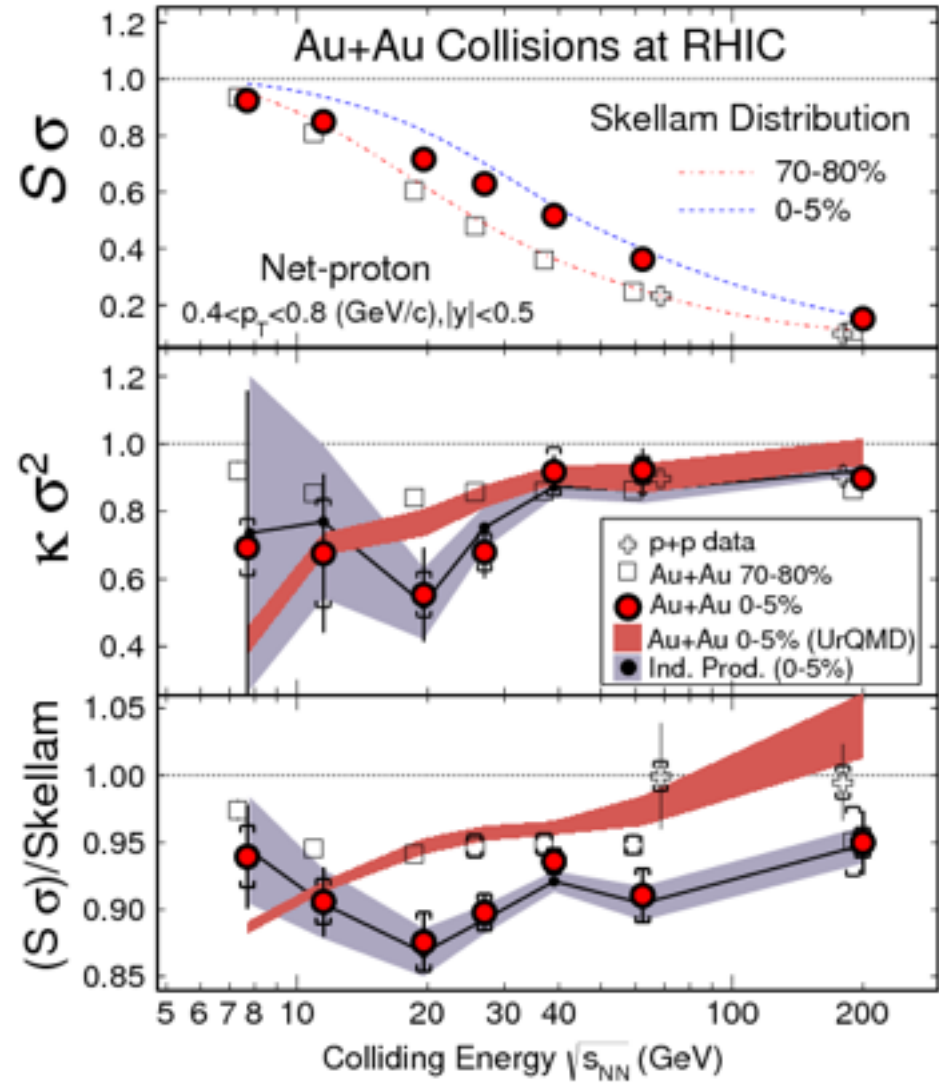 Au+Au Collisions at RHIC
S σ
1.2
1.0
0.8
0.6
0.4
0.2
Skellam Distribution
70-80%
0-5%
Net-proton
0.4<p_T<0.8 (GeV/c),|y|<0.5
κ σ²
1.2
1.0
0.8
0.6
0.4
p+p data
Au+Au 70-80%
Au+Au 0-5%
Au+Au 0-5% (UrQMD)
Ind. Prod. (0-5%)
(S σ)/Skellam
1.05
1.00
0.95
0.90
0.85
5 6 7 8 10 20 30 40 100 200
Colliding Energy √s_NN (GeV)